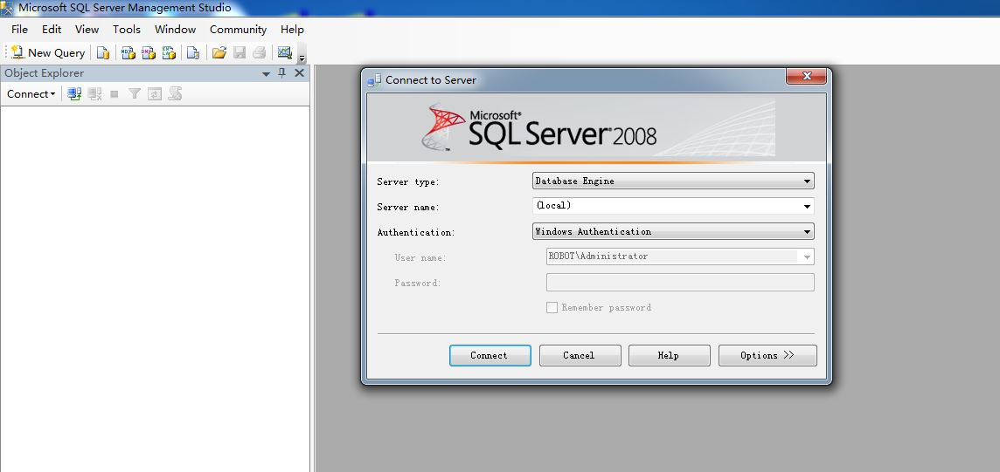 Microsoft SQL Server Management Studio
File Edit View Tools Window Community Help
New Query
Object Explorer
Connect
Connect to Server
Microsoft®
SQL Server® 2008
Server type: Database Engine
Server name: (local)
Authentication: Windows Authentication
User name: ROBOT\Administrator
Password:
Remember password
Connect Cancel Help Options >>